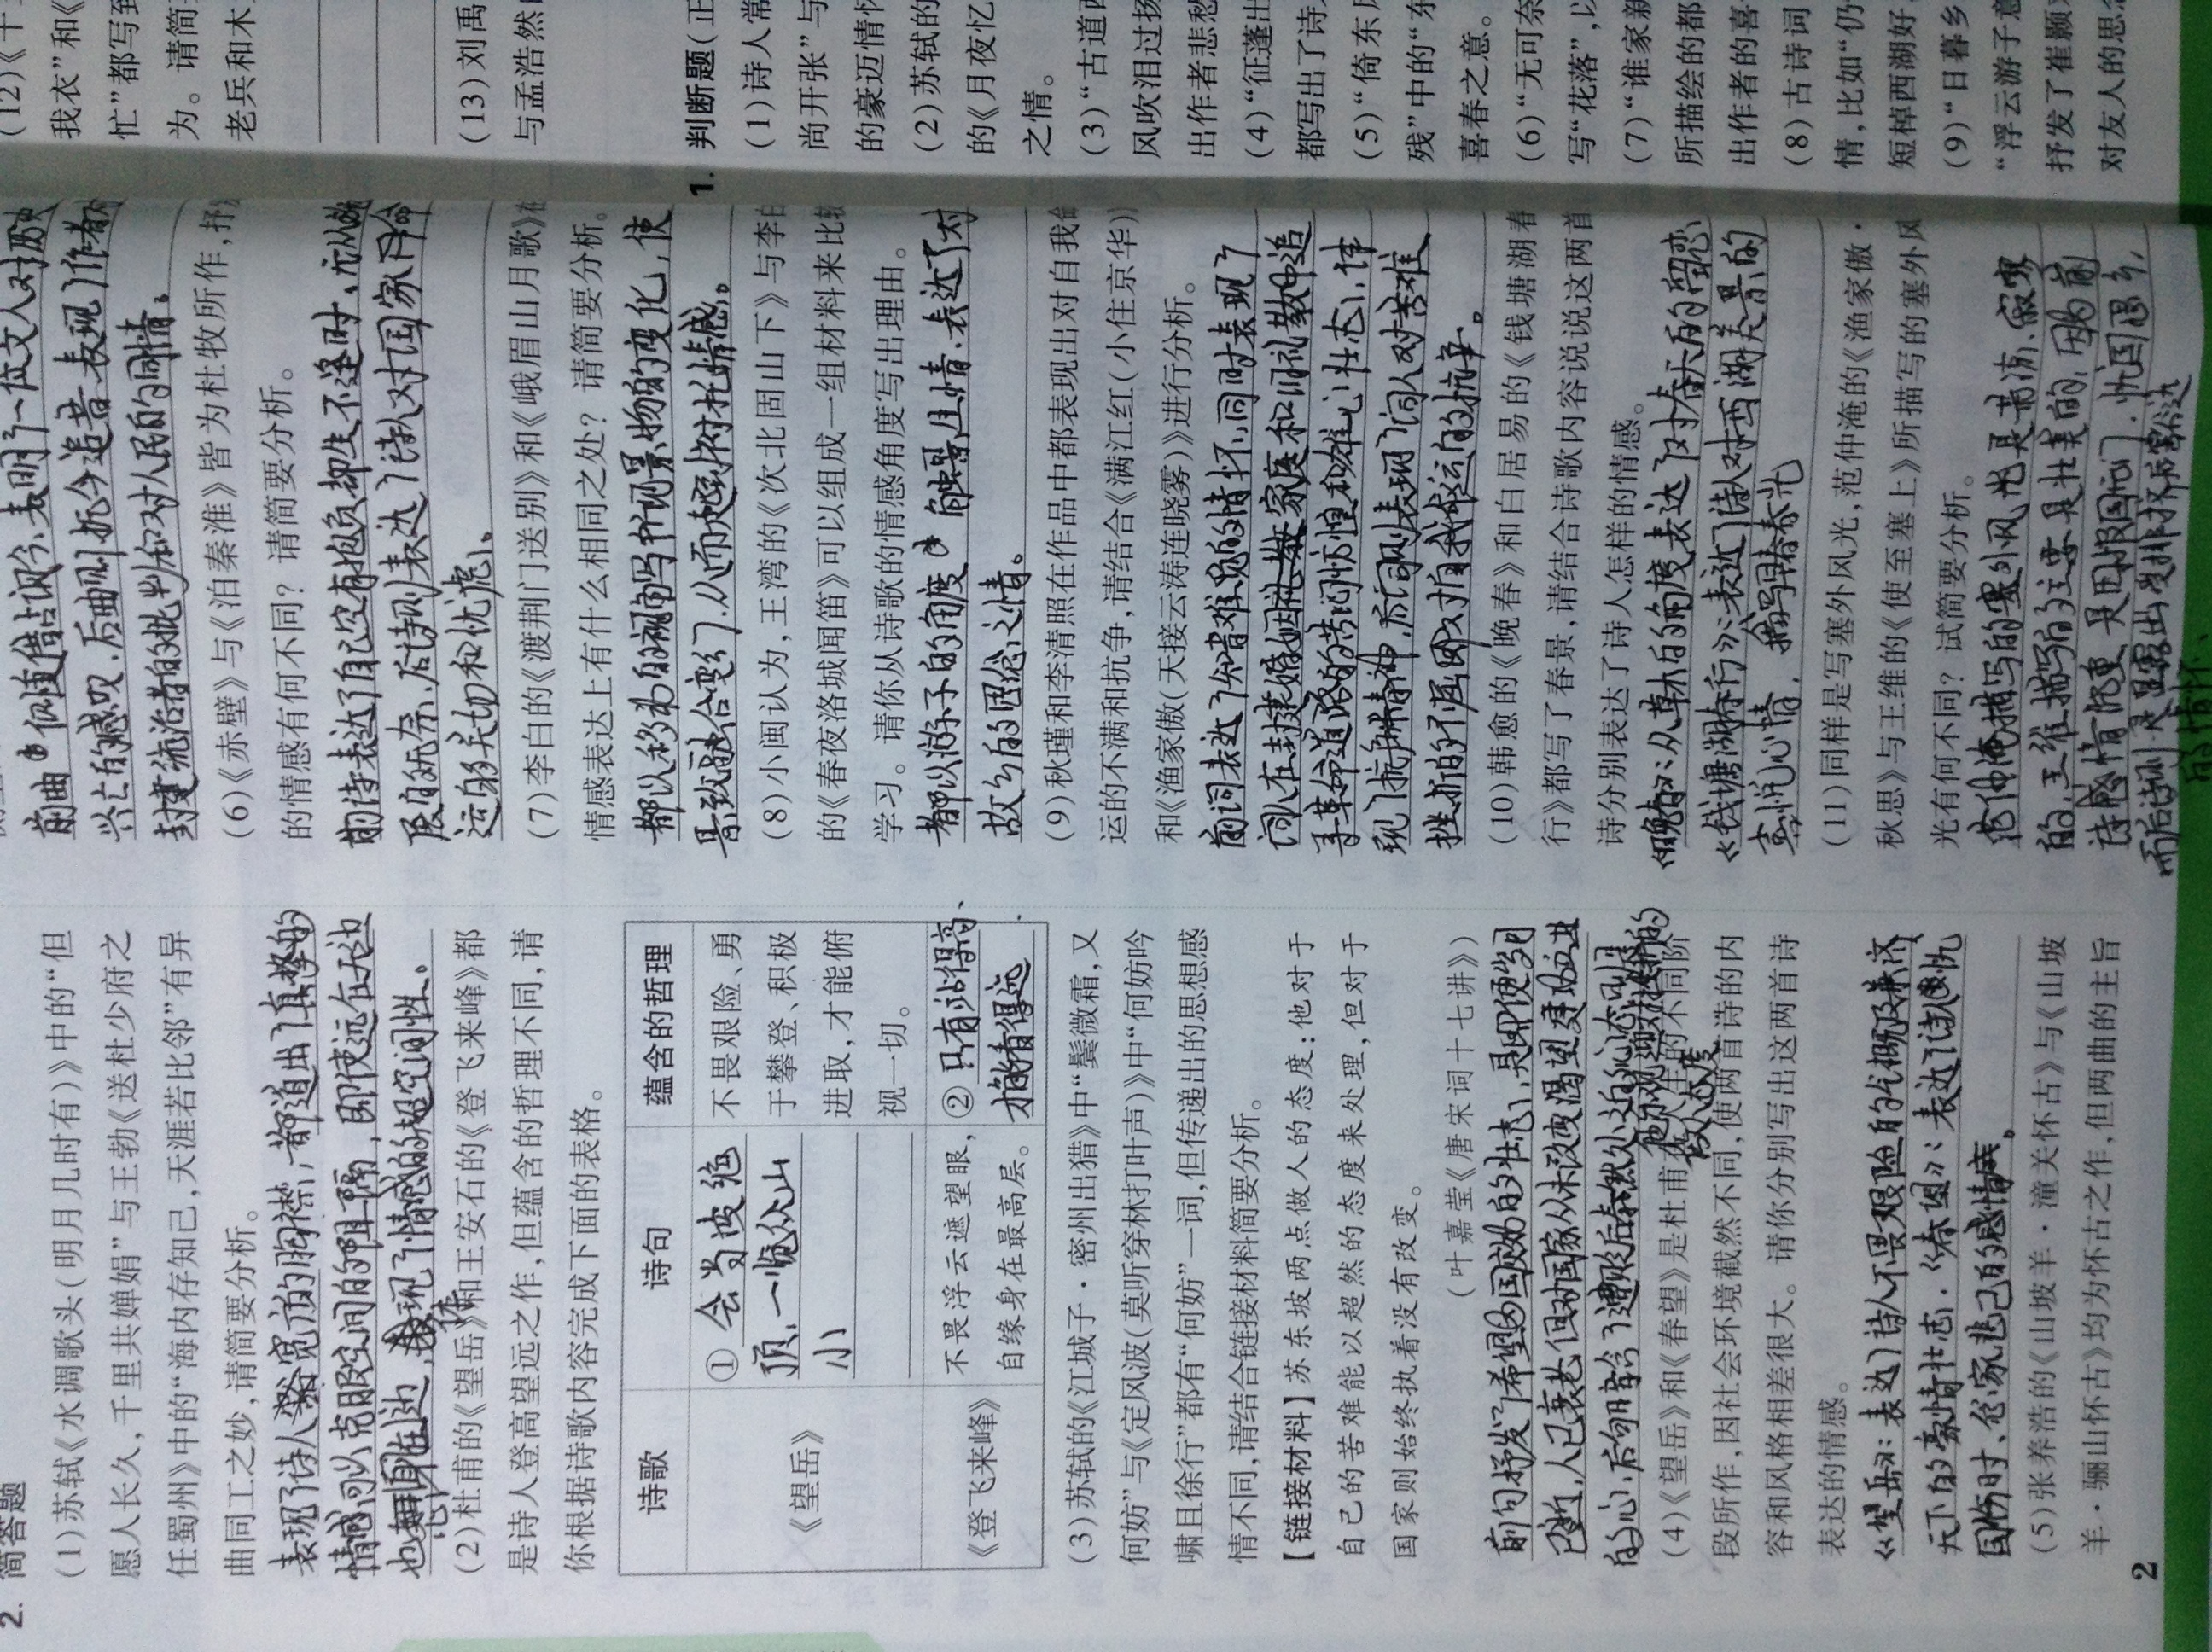 2. 简答题
(1)苏轼《水调歌头(明月几时有)》中的“但
愿人长久,千里共婵娟”与王勃《送杜少府之
任蜀州》中的“海内存知己,天涯若比邻”有异
曲同工之妙,请简要分析。
表现了诗人宽广的胸襟,都道出了真挚的
情感可以克服空间的阻隔,即使远在天边
也想身在边,表现了情感的超空间性。
(2)杜甫的《望岳》和王安石的《登飞来峰》都
是诗人登高望远之作,但蕴含的哲理不同,请
你根据诗歌内容完成下面的表格。
诗歌 诗句 蕴含的哲理
《望岳》
①会当凌绝
顶,一览众山
小
不畏艰险、勇
于攀登、积极
进取,才能俯
视一切。
《登飞来峰》
不畏浮云遮望眼,
自缘身在最高层。
②只有站得高、
才能看得远
(3)苏轼的《江城子·密州出猎》中“鬓微霜,又
何妨”与《定风波(莫听穿林打叶声)》中“何妨吟
啸且徐行”都有“何妨”一词,但传递出的思想感
情不同,请结合链接材料简要分析。
【链接材料】苏东坡两点做人的态度:他对于
自己的苦难能以超然的态度来处理,但对于
国家则始终执着没有改变。
(叶嘉莹《唐宋词十七讲》)
前句抒发了希望为国效力的壮志,是即便岁月
已逝,人已衰老但对国家从未改变渴望建功立业
的心,后句暗含了遭贬后泰然处之的心态
他乐观面对挫折的
做人态度
(4)《望岳》和《春望》是杜甫在人生的不同阶
段所作,因社会环境截然不同,使两首诗的内
容和风格相差很大。请你分别写出这两首诗
表达的情感。
《望岳》:表达了诗人不畏艰险的气概及兼济
天下的豪情壮志.《春望》:表达了诗人忧
国伤时、念家悲己的感情。
(5)张养浩的《山坡羊·潼关怀古》与《山坡
羊·骊山怀古》均为怀古之作,但两曲的主旨
2
前曲 借古讽今、表明了一位文人对历史
兴亡的感叹.后曲则抚今追昔 表现了作者对
封建统治者的批判和对人民的同情。
(6)《赤壁》与《泊秦淮》皆为杜牧所作,抒发
的情感有何不同?请简要分析。
前诗表达了自己空有抱负却生不逢时、无从施
展的无奈、后诗则表达了诗人对国家命
运的关切和忧虑。
(7)李白的《渡荆门送别》和《峨眉山月歌》在
情感表达上有什么相同之处?请简要分析。
都以移动的视角写出景物的变化,使
景致融合变幻.从而起到衬托情感。
(8)小闽认为,王湾的《次北固山下》与李白
的《春夜洛城闻笛》可以组成一组材料来比较
学习。请你从诗歌的情感角度写出理由。
都以游子的角度 触景生情.表达了对
故乡的思念之情。
(9)秋瑾和李清照在作品中都表现出对自我命
运的不满和抗争,请结合《满江红(小住京华)》
和《渔家傲(天接云涛连晓雾)》进行分析。
前词表达了知音难觅的情怀,同时表现了
词人在封建婚姻家庭和旧礼教中追
寻革命道路的苦闷彷徨和雄心壮志,体
现了抗争精神,后词则表现了词人对苦难
挫折的不屈即对自我命运的抗争。
(10)韩愈的《晚春》和白居易的《钱塘湖春
行》都写了春景,请结合诗歌内容说说这两首
诗分别表达了诗人怎样的情感。
《晚春》:从草木的角度表达了对春天的留恋
《钱塘湖春行》:表达了诗人对西湖美景的
喜悦心情,描写早春春光
(11)同样是写塞外风光,范仲淹的《渔家傲·
秋思》与王维的《使至塞上》所描写的塞外风
光有何不同?试简要分析。
范仲淹描写的塞外风光是萧凉、寂寥
的,王维描写的主要是壮美的,因为前
诗感情沉重 是因报国无门.忧国思乡,
而后诗则是显露出受排挤后豁达
的情怀、
(12)《十
我衣”和《
忙”都写到
为。请简
老兵和木
(13)刘禹
与孟浩然
1. 判断题(正
(1)诗人常
尚开张”与
的豪迈情怀
(2)苏轼的
的《月夜忆
之情。
(3)“古道西
风吹泪过扬
出作者悲愁
(4)“征蓬出
都写出了诗
(5)“倚东风
残”中的“东
喜春之意。
(6)“无可奈
写“花落”,以
(7)“谁家新
所描绘的都
出作者的喜
(8)古诗词
情,比如“仍
短棹西湖好
(9)“日暮乡
“浮云游子意
抒发了崔颢
对友人的思念